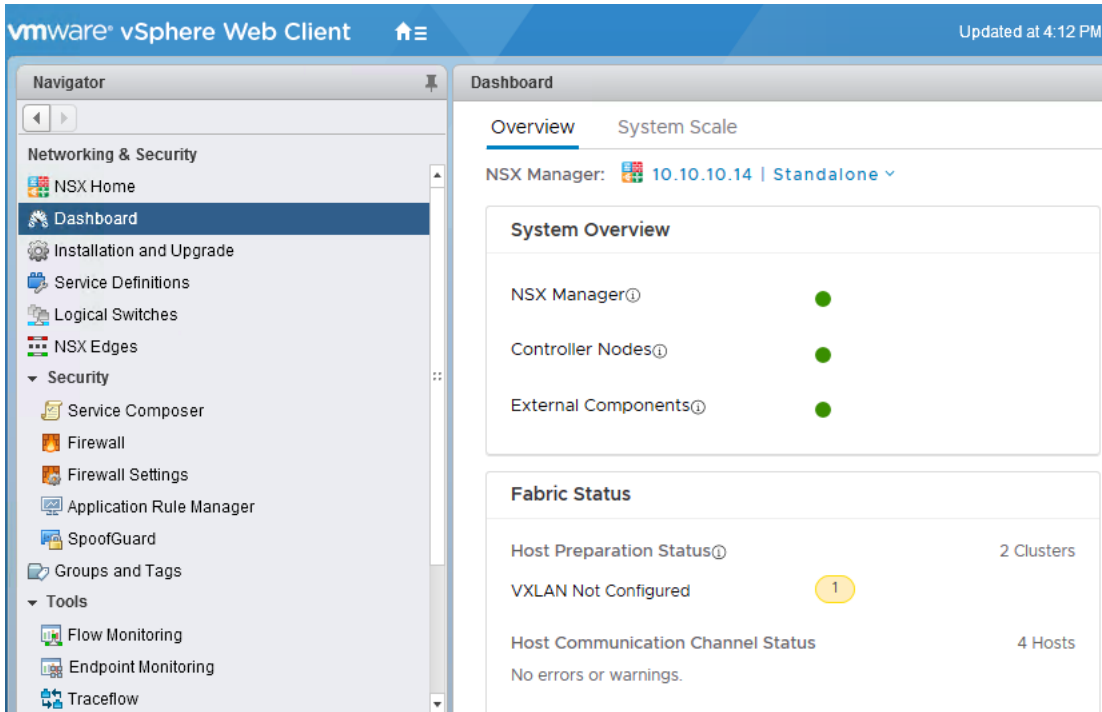 vmware® vSphere Web Client
Updated at 4:12 PM
Navigator
Networking & Security
NSX Home
Dashboard
Installation and Upgrade
Service Definitions
Logical Switches
NSX Edges
Security
Service Composer
Firewall
Firewall Settings
Application Rule Manager
SpoofGuard
Groups and Tags
Tools
Flow Monitoring
Endpoint Monitoring
Traceflow
Dashboard
Overview System Scale
NSX Manager: 10.10.10.14 | Standalone
System Overview
NSX Manager
Controller Nodes
External Components
Fabric Status
Host Preparation Status 2 Clusters
VXLAN Not Configured 1
Host Communication Channel Status 4 Hosts
No errors or warnings.